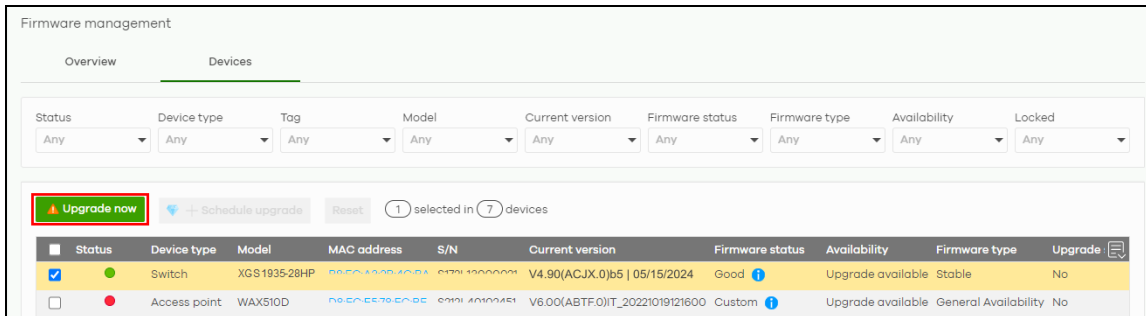 Firmware management
Overview Devices
Status Device type Tag Model Current version Firmware status Firmware type Availability Locked
Any Any Any Any Any Any Any Any Any
Upgrade now + Schedule upgrade Reset 1 selected in 7 devices
Status Device type Model MAC address S/N Current version Firmware status Availability Firmware type Upgrade
Switch XGS1935-28HP V4.90(ACJX.0)b5 | 05/15/2024 Good Upgrade available Stable No
Access point WAX510D V6.00(ABTF.0)IT_20221019121600 Custom Upgrade available General Availability No